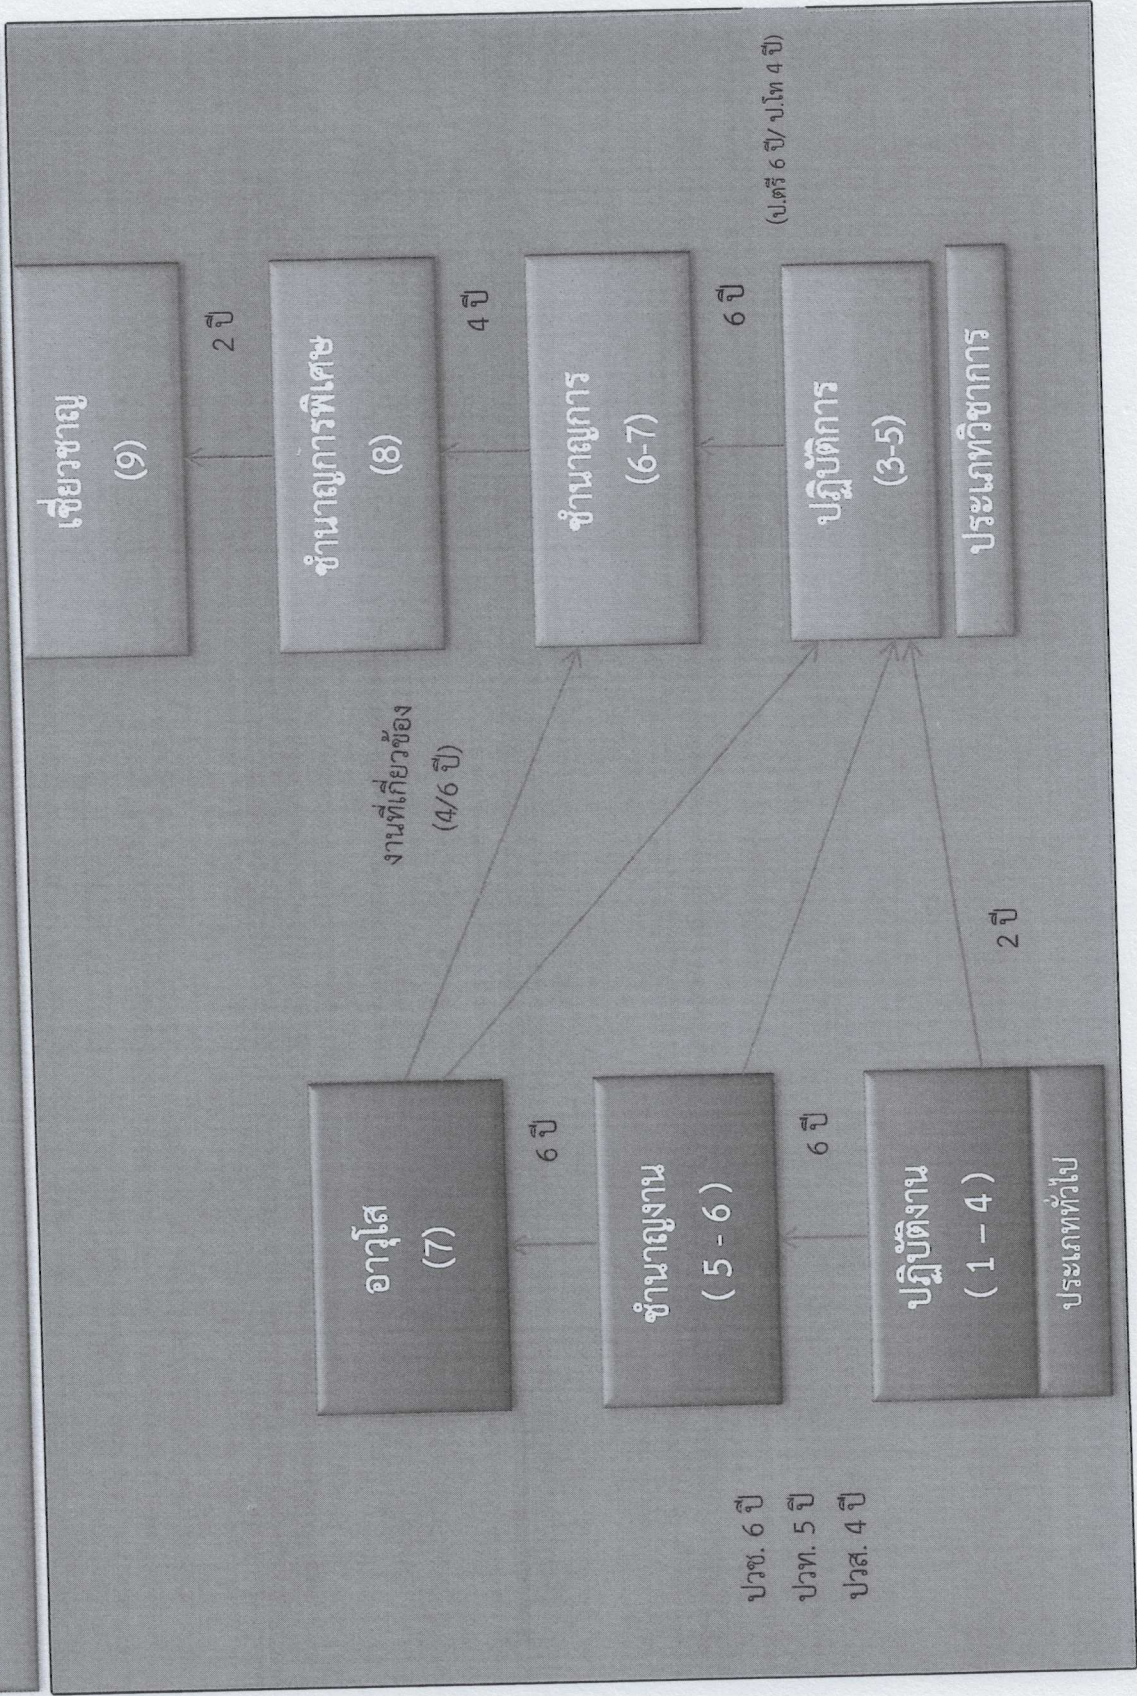 เชี่ยวชาญ
(9)
2 ปี
ชำนาญการพิเศษ
(8)
4 ปี
ชำนาญการ
(6-7)
6 ปี
(ป.ตรี 6 ปี/ ป.โท 4 ปี)
ปฏิบัติการ
(3-5)
ประเภทวิชาการ
งานที่เกี่ยวข้อง
(4/6 ปี)
อาวุโส
(7)
6 ปี
ชำนาญงาน
( 5 - 6 )
6 ปี
ปฏิบัติงาน
( 1 – 4 )
ประเภททั่วไป
2 ปี
ปวช. 6 ปี
ปวท. 5 ปี
ปวส. 4 ปี